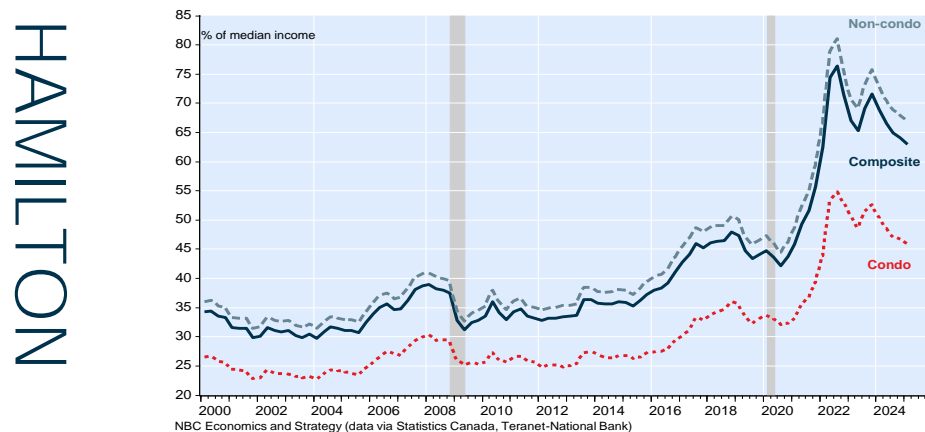 HAMILTON
85
80
75
70
65
60
55
50
45
40
35
30
25
20
% of median income
Non-condo
Composite
Condo
2000 2002 2004 2006 2008 2010 2012 2014 2016 2018 2020 2022 2024
NBC Economics and Strategy (data via Statistics Canada, Teranet-National Bank)